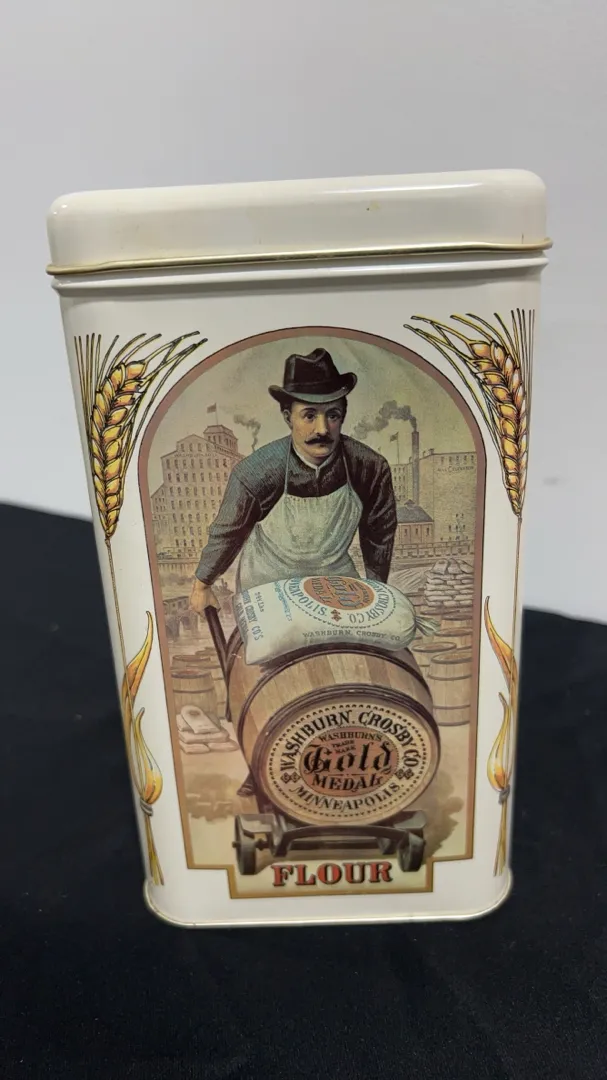 WASHBURN, CROSBY CO.
WASHBURN, CROSBY CO.
WASHBURN'S
TRADE
MARK
Gold
MEDAL
MINNEAPOLIS
FLOUR